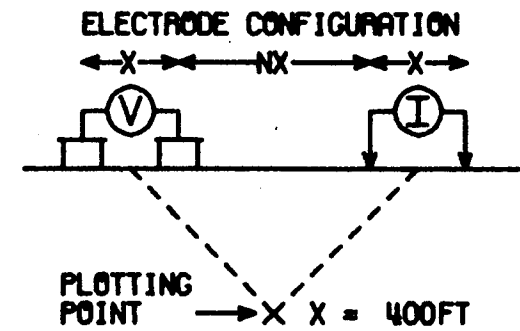 ELECTRODE CONFIGURATION
X NX X
V I
PLOTTING
POINT X X = 400FT